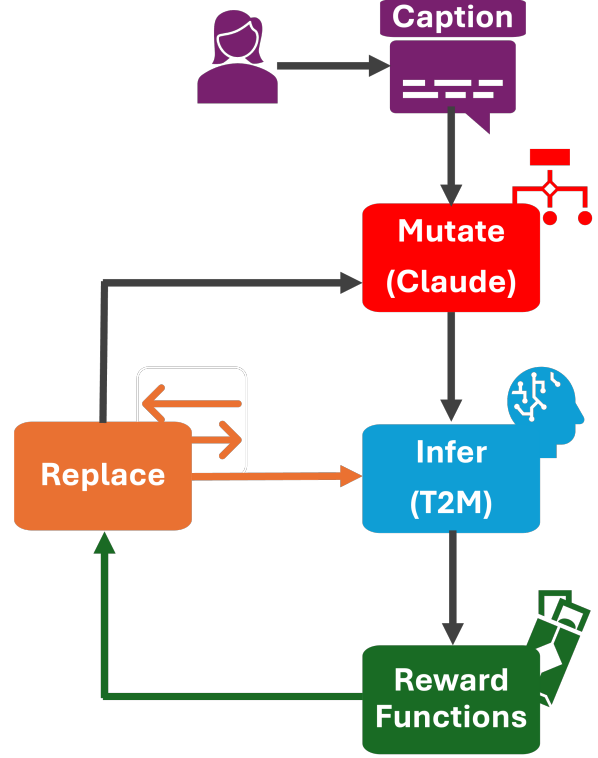 Caption
Mutate
(Claude)
Infer
(T2M)
Replace
Reward
Functions